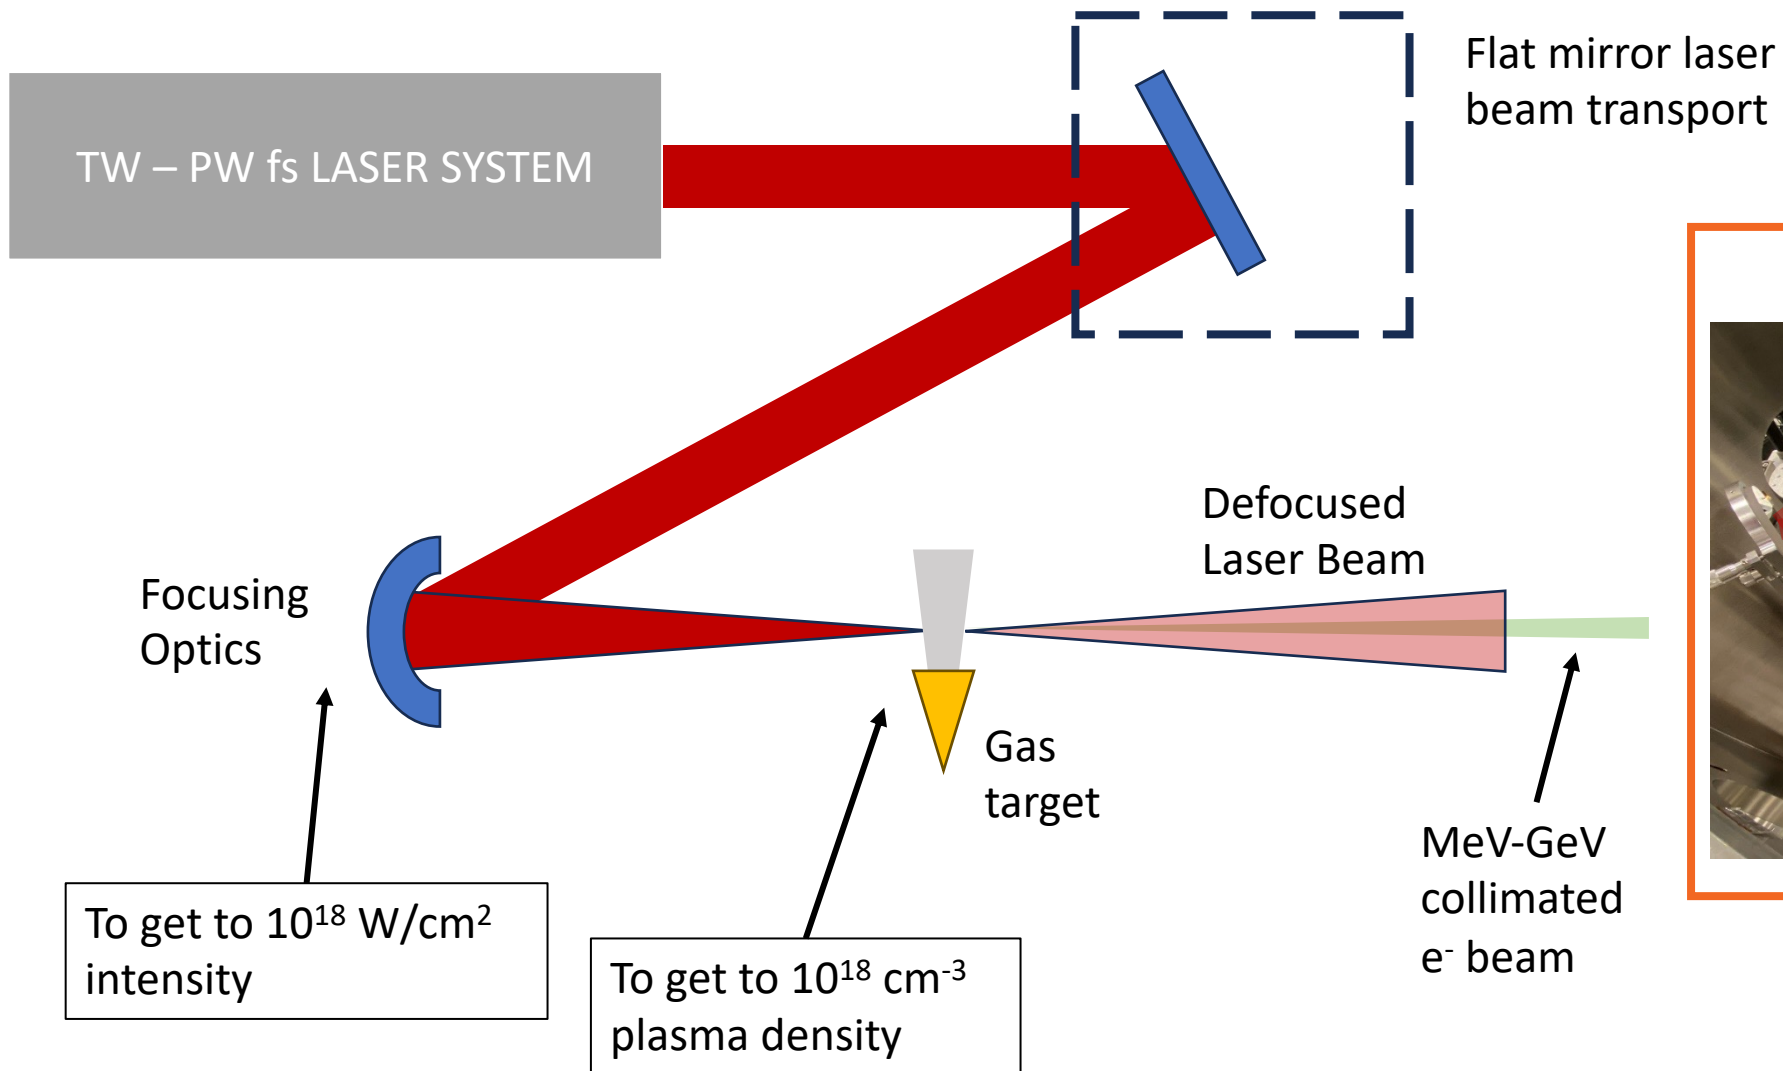 Flat mirror laser
beam transport
TW – PW fs LASER SYSTEM
Defocused
Laser Beam
Focusing
Optics
Gas
target
MeV-GeV
collimated
e⁻ beam
To get to 10¹⁸ W/cm²
intensity
To get to 10¹⁸ cm⁻³
plasma density